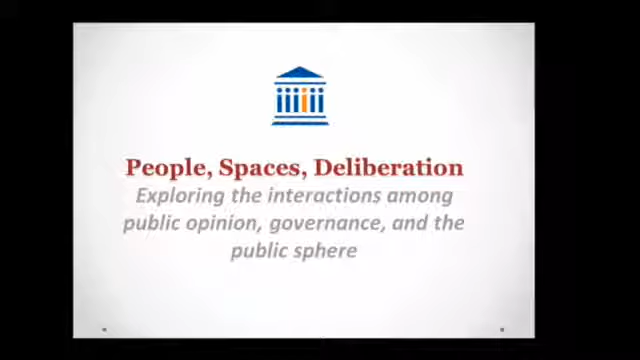 People, Spaces, Deliberation
Exploring the interactions among
public opinion, governance, and the
public sphere